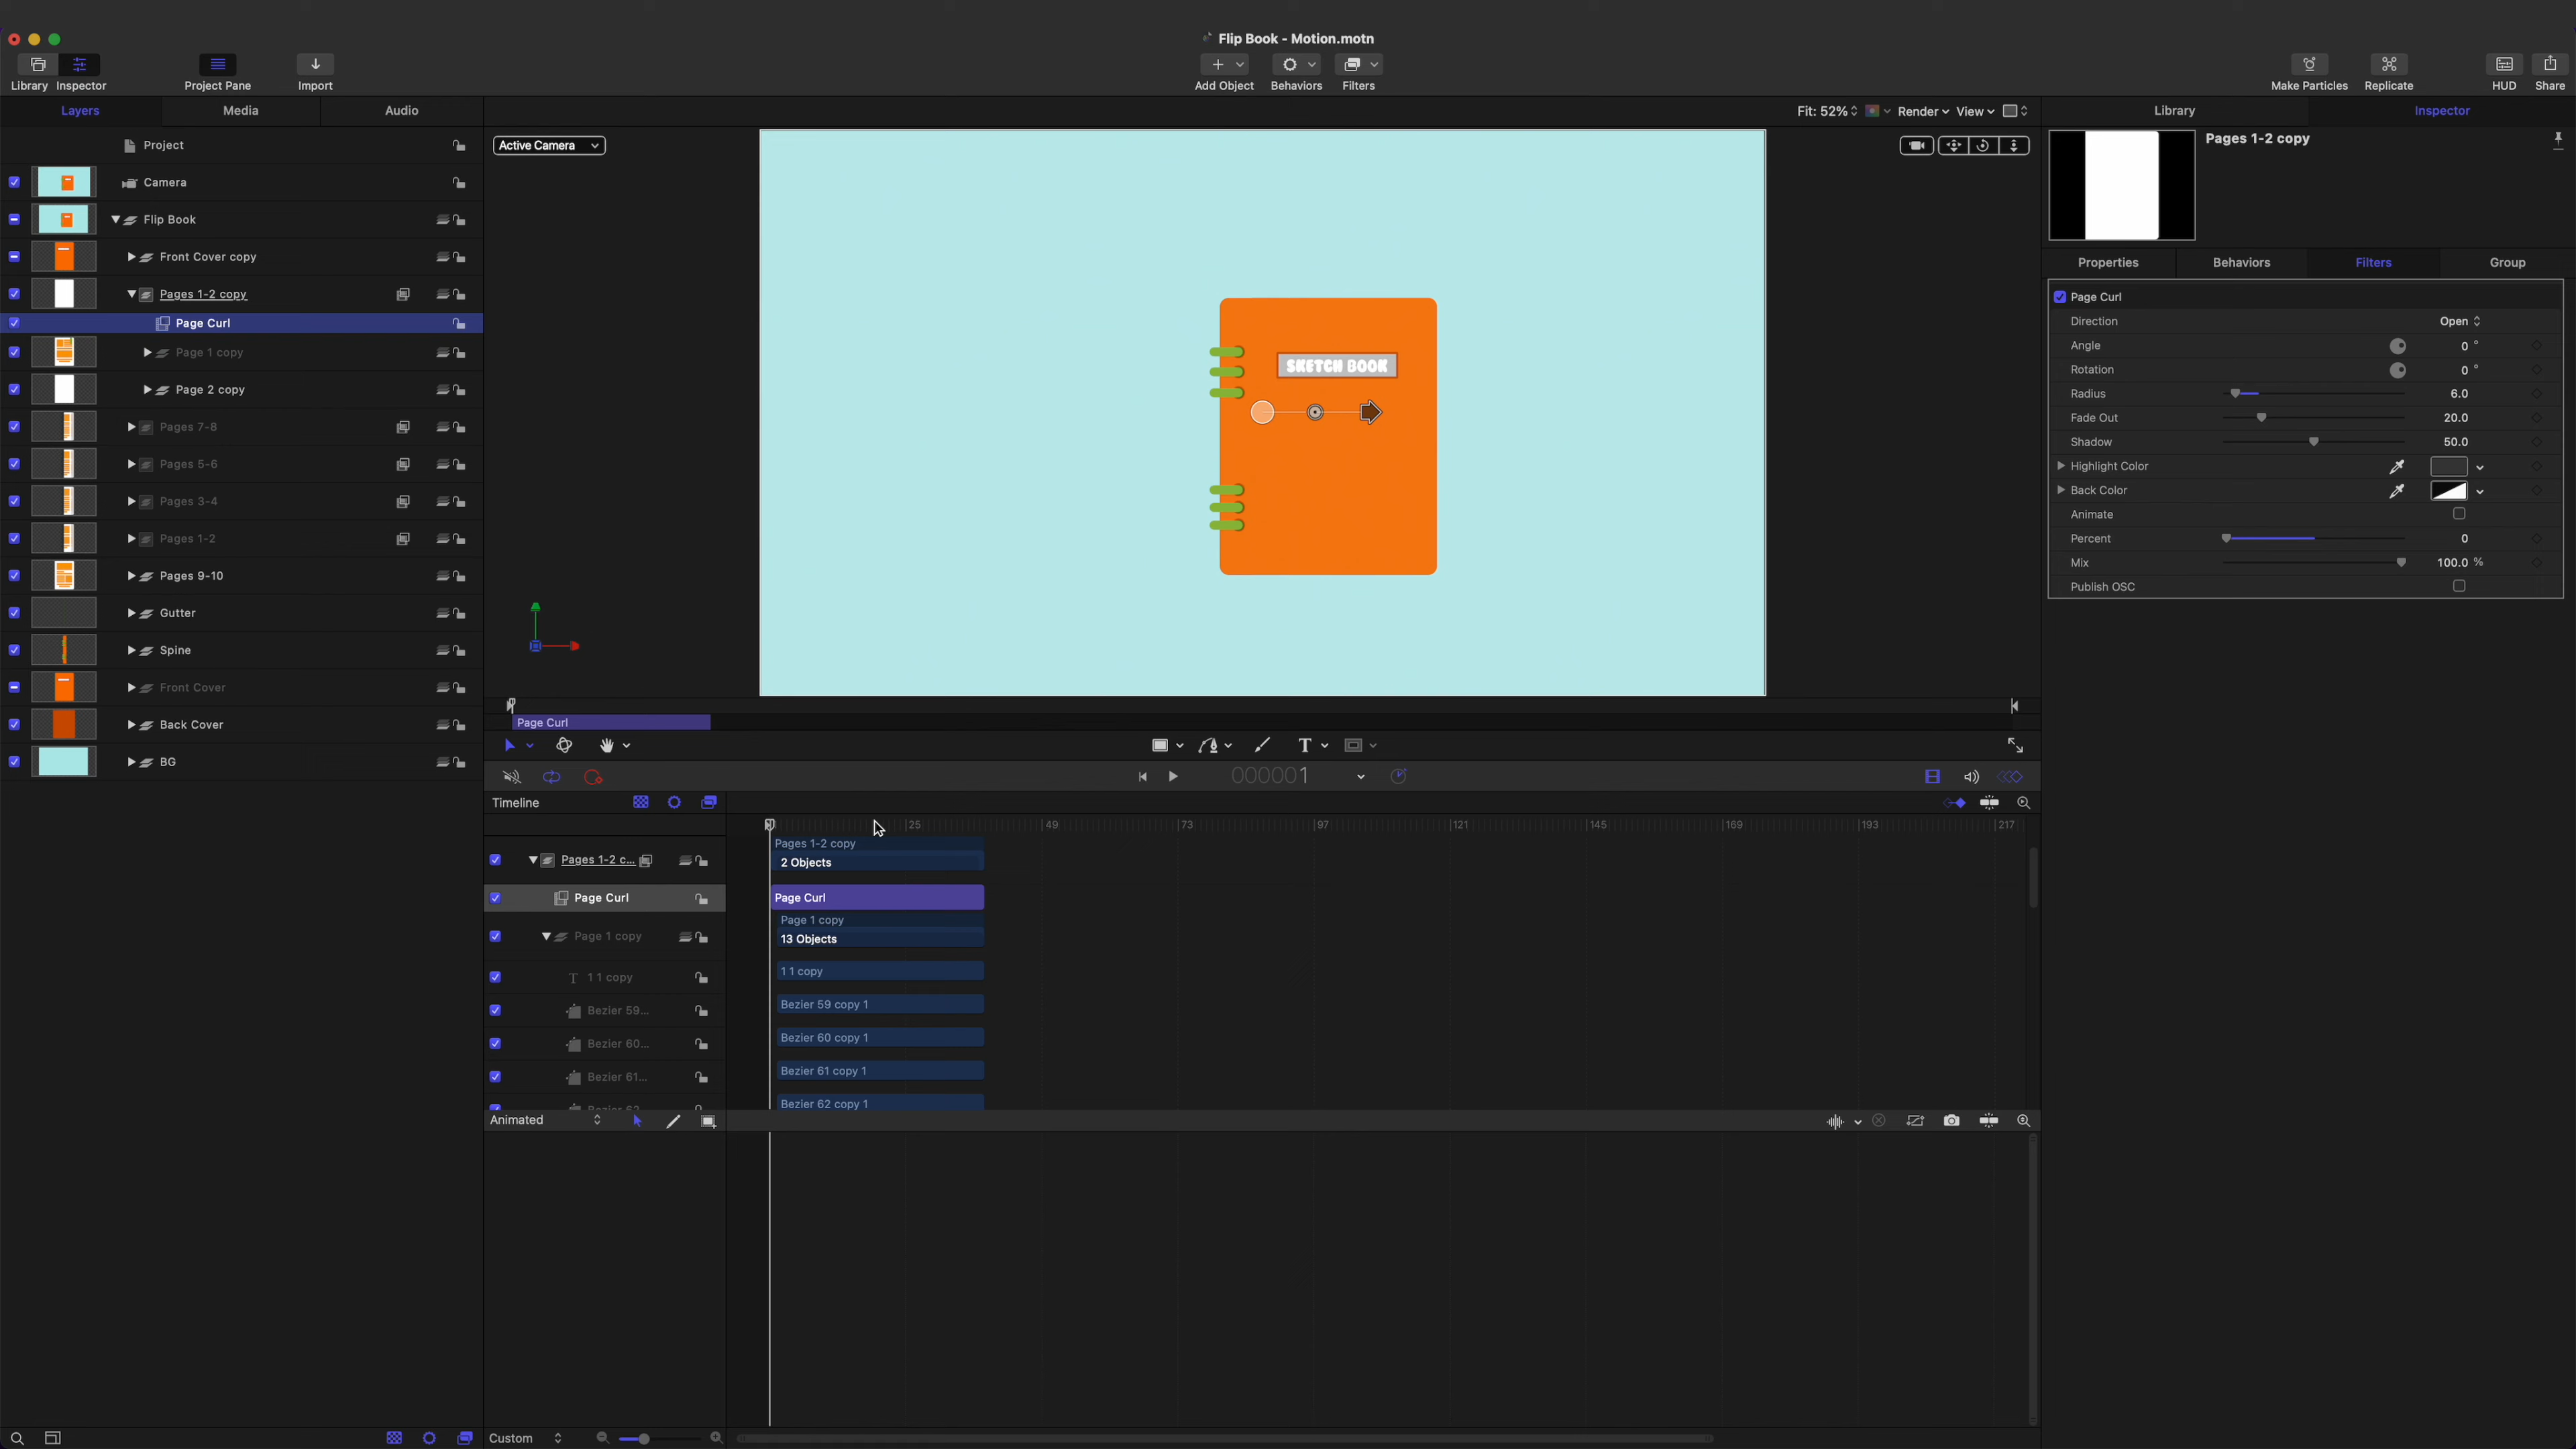 Flip Book - Motion.motn
Library Inspector
Project Pane
Import
Add Object
Behaviors
Filters
Make Particles
Replicate
HUD
Share
Layers
Media
Audio
Fit: 52%
Render
View
Library
Inspector
Project
Camera
Flip Book
Front Cover copy
Pages 1-2 copy
Page Curl
Page 1 copy
Page 2 copy
Pages 7-8
Pages 5-6
Pages 3-4
Pages 1-2
Pages 9-10
Gutter
Spine
Front Cover
Back Cover
BG
Active Camera
SKETCH BOOK
Page Curl
Pages 1-2 copy
Properties
Behaviors
Filters
Group
Page Curl
Direction
Open
Angle
0 °
Rotation
0 °
Radius
6.0
Fade Out
20.0
Shadow
50.0
Highlight Color
Back Color
Animate
Percent
0
Mix
100.0 %
Publish OSC
000001
Timeline
25
49
73
97
121
145
169
193
217
Pages 1-2 c...
Pages 1-2 copy
2 Objects
Page Curl
Page Curl
Page 1 copy
Page 1 copy
13 Objects
1 1 copy
1 1 copy
Bezier 59...
Bezier 59 copy 1
Bezier 60...
Bezier 60 copy 1
Bezier 61...
Bezier 61 copy 1
Bezier 62 copy 1
Animated
Custom